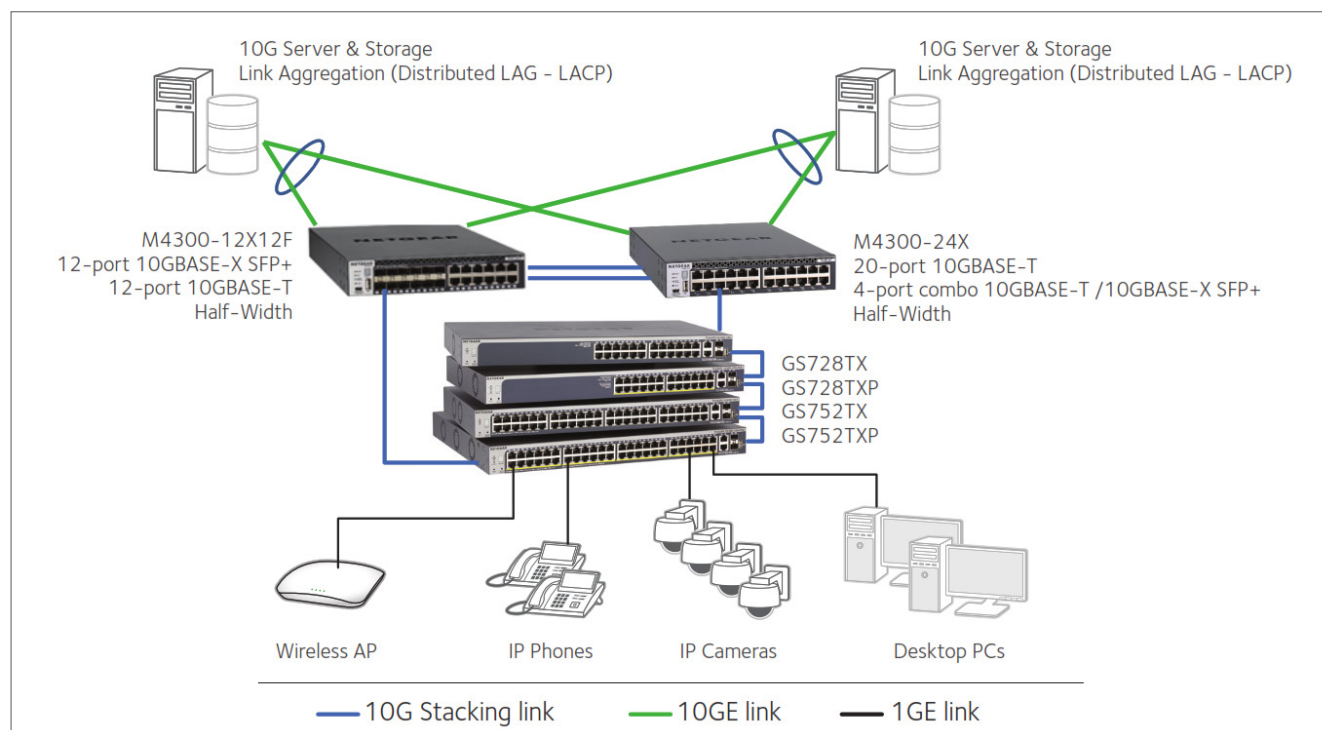 10G Server & Storage
Link Aggregation (Distributed LAG - LACP)
10G Server & Storage
Link Aggregation (Distributed LAG - LACP)
M4300-12X12F
12-port 10GBASE-X SFP+
12-port 10GBASE-T
Half-Width
NETGEAR
NETGEAR
M4300-24X
20-port 10GBASE-T
4-port combo 10GBASE-T /10GBASE-X SFP+
Half-Width
GS728TX
GS728TXP
GS752TX
GS752TXP
Wireless AP
IP Phones
IP Cameras
Desktop PCs
10G Stacking link
10GE link
1GE link